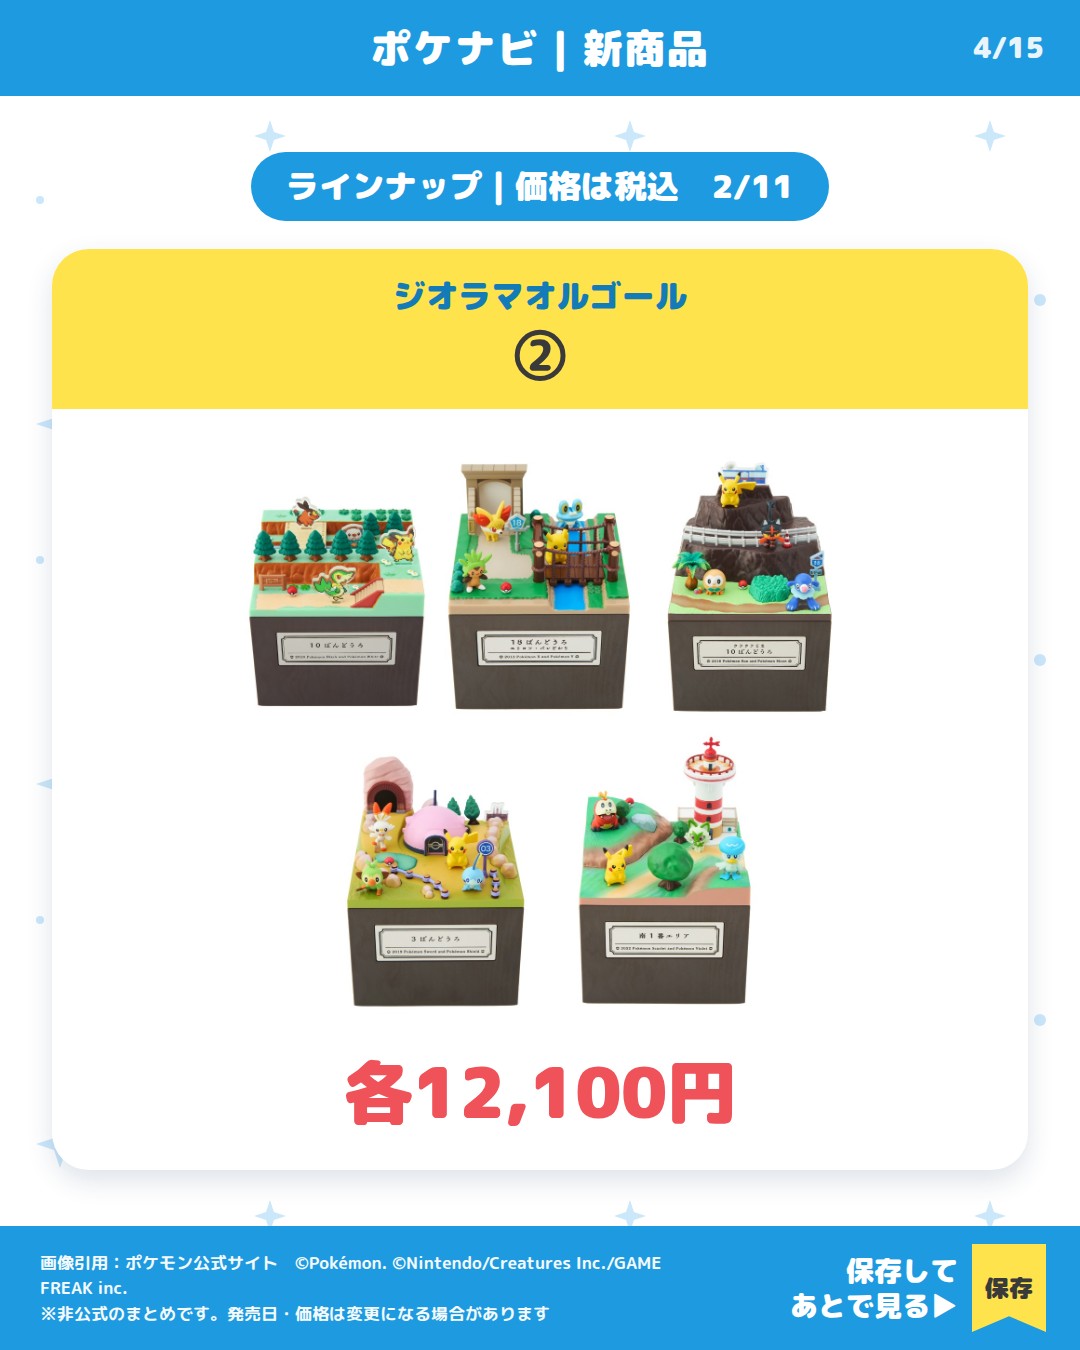 ポケナビ | 新商品
4/15
ラインナップ | 価格は税込 2/11
ジオラマオルゴール
②
10ばんどうろ
18ばんどうろ
10ばんどうろ
3ばんどうろ
南1番エリア
各12,100円
画像引用：ポケモン公式サイト ©Pokémon. ©Nintendo/Creatures Inc./GAME
FREAK inc.
※非公式のまとめです。発売日・価格は変更になる場合があります
保存して
あとで見る▶
保存